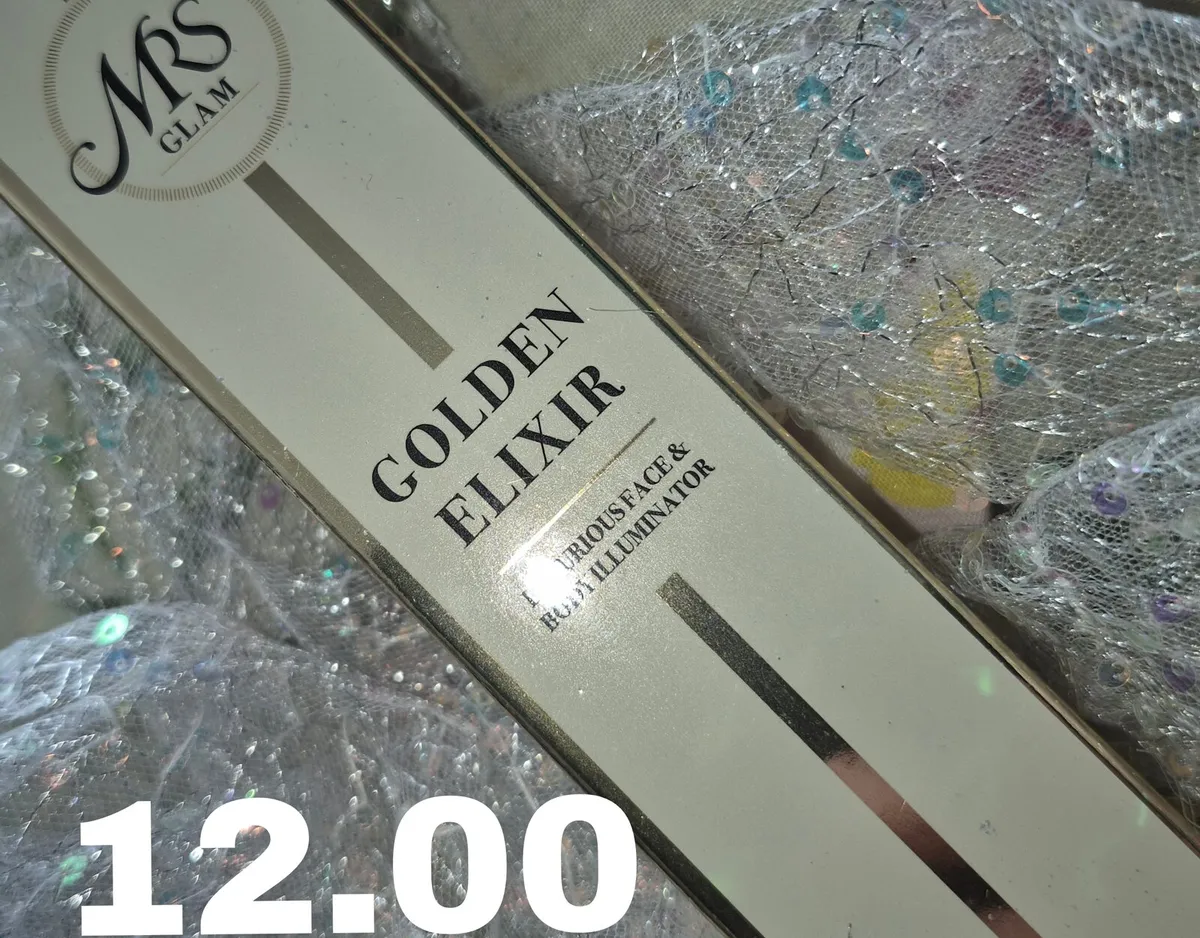 MRS
GLAM
GOLDEN
ELIXIR
FACE &
BODY ILLUMINATOR
12.00